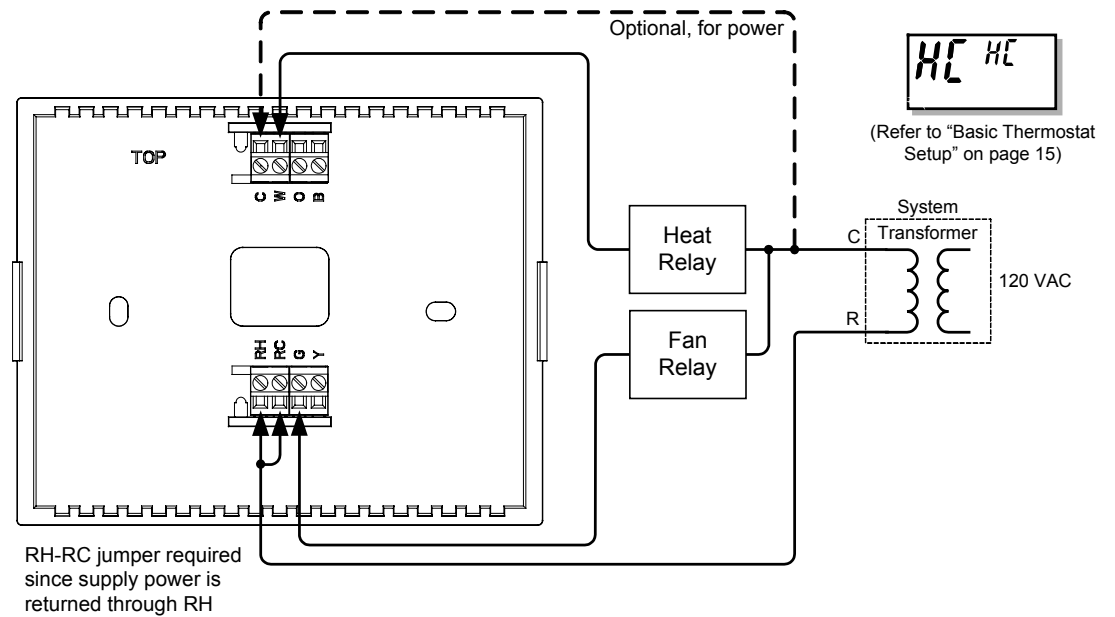 Optional, for power
HC HC
(Refer to “Basic Thermostat
Setup” on page 15)
TOP
C W O B
System
Transformer
C
R
120 VAC
Heat
Relay
Fan
Relay
RH RC G Y
RH-RC jumper required
since supply power is
returned through RH